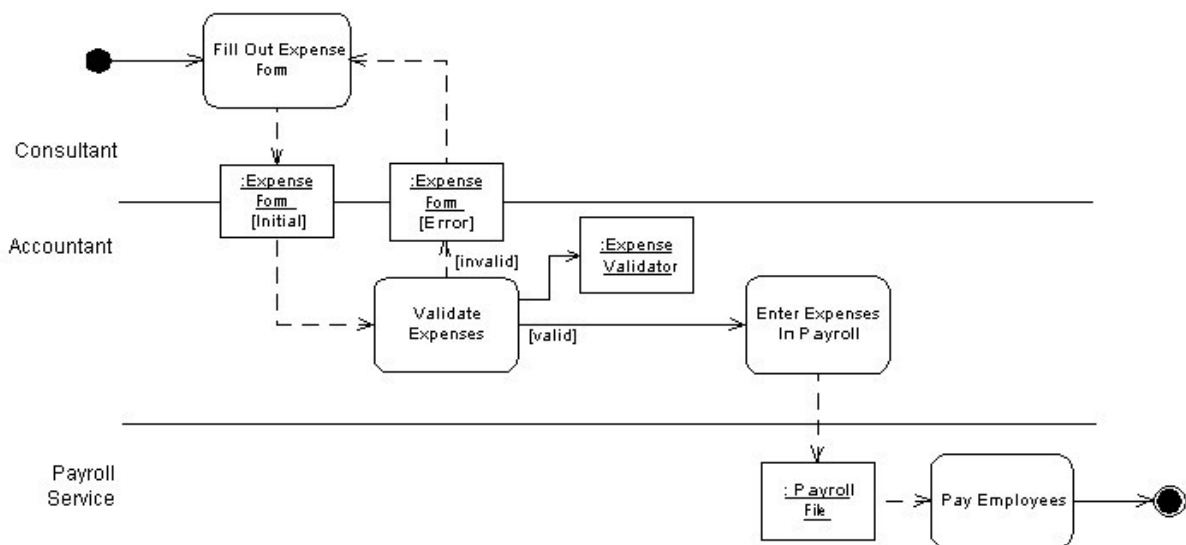 Fill Out Expense
Form
Consultant
:Expense
Form
[Initial]
:Expense
Form
[Error]
Accountant
[invalid]
:Expense
Validator
Validate
Expenses
[valid]
Enter Expenses
In Payroll
Payroll
Service
: Payroll
File
Pay Employees